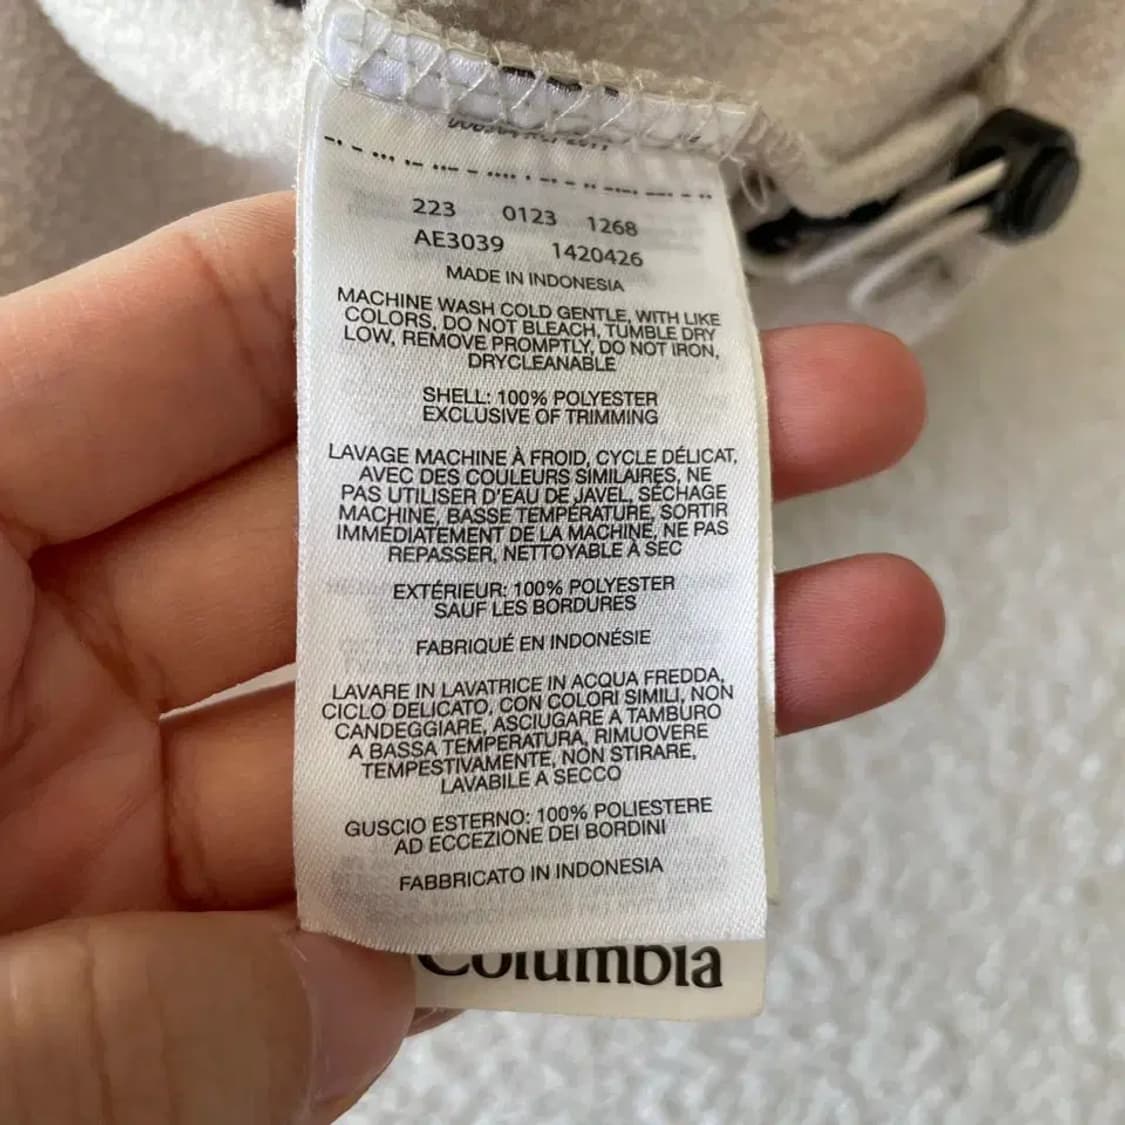 223 0123 1268
AE3039 1420426
MADE IN INDONESIA
MACHINE WASH COLD GENTLE, WITH LIKE
COLORS, DO NOT BLEACH, TUMBLE DRY
LOW, REMOVE PROMPTLY, DO NOT IRON,
DRYCLEANABLE
SHELL: 100% POLYESTER
EXCLUSIVE OF TRIMMING
LAVAGE MACHINE À FROID, CYCLE DÉLICAT,
AVEC DES COULEURS SIMILAIRES, NE
PAS UTILISER D'EAU DE JAVEL, SÉCHAGE
MACHINE, BASSE TEMPÉRATURE, SORTIR
IMMÉDIATEMENT DE LA MACHINE, NE PAS
REPASSER, NETTOYABLE À SEC
EXTÉRIEUR: 100% POLYESTER
SAUF LES BORDURES
FABRIQUÉ EN INDONÉSIE
LAVARE IN LAVATRICE IN ACQUA FREDDA,
CICLO DELICATO, CON COLORI SIMILI, NON
CANDEGGIARE, ASCIUGARE A TAMBURO
A BASSA TEMPERATURA, RIMUOVERE
TEMPESTIVAMENTE, NON STIRARE,
LAVABILE A SECCO
GUSCIO ESTERNO: 100% POLIESTERE
AD ECCEZIONE DEI BORDINI
FABBRICATO IN INDONESIA
Columbia